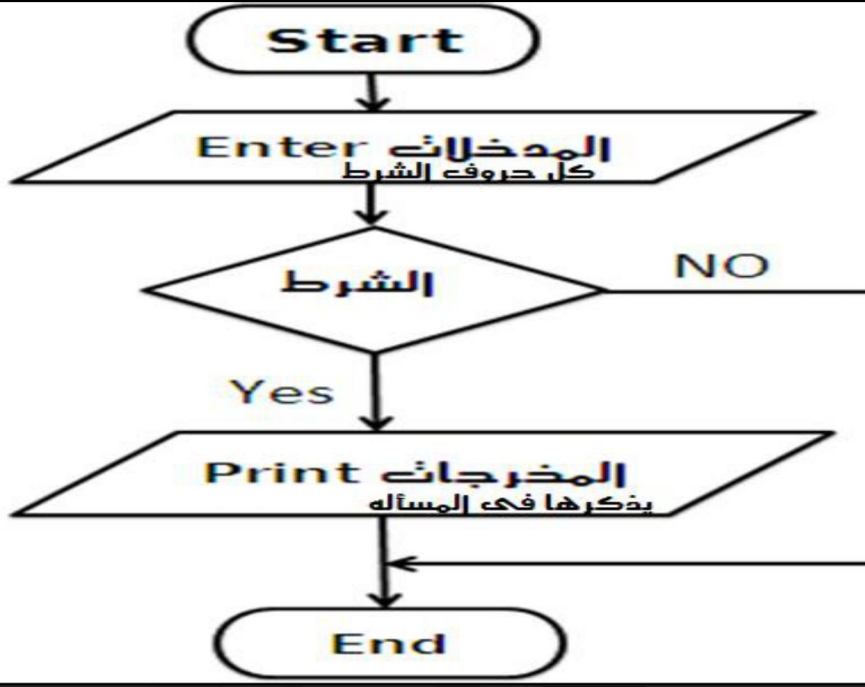 Start
Enter المدخلات
كل حروف الشرط
الشرط
NO
Yes
Print المخرجات
يذكرها فى المسأله
End